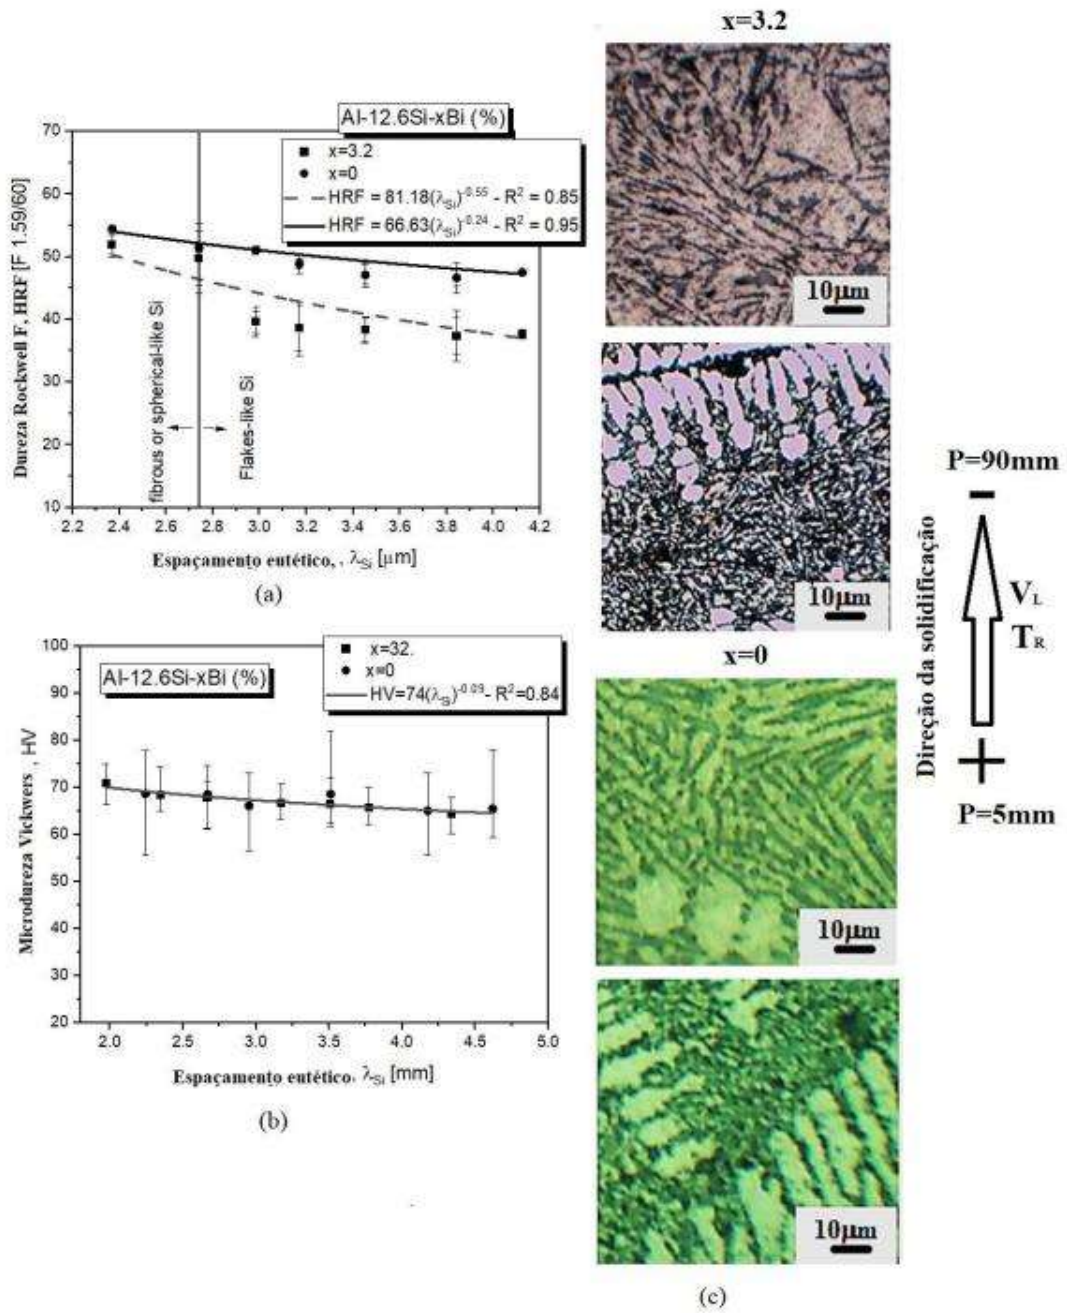 Al-12.6Si-xBi (%)
x=3.2
x=0
HRF = 81.18(λSi)-0.55 - R2 = 0.85
HRF = 66.63(λSi)-0.24 - R2 = 0.95
Dureza Rockwell F, HRF [F 1.59/60]
70
60
50
40
30
20
10
fibrous or spherical-like Si
Flakes-like Si
2.2 2.4 2.6 2.8 3.0 3.2 3.4 3.6 3.8 4.0 4.2
Espaçamento eutético, , λSi [μm]
(a)
x=32.
x=0
HV=74(λSi)-0.09- R2=0.84
Al-12.6Si-xBi (%)
Microdureza Vickwers , HV
100
90
80
70
60
50
40
30
20
2.0 2.5 3.0 3.5 4.0 4.5 5.0
Espaçamento eutético, λSi [mm]
(b)
x=3.2
10μm
10μm
x=0
10μm
10μm
(c)
P=90mm
Direção da solidificação
VL
TR
P=5mm